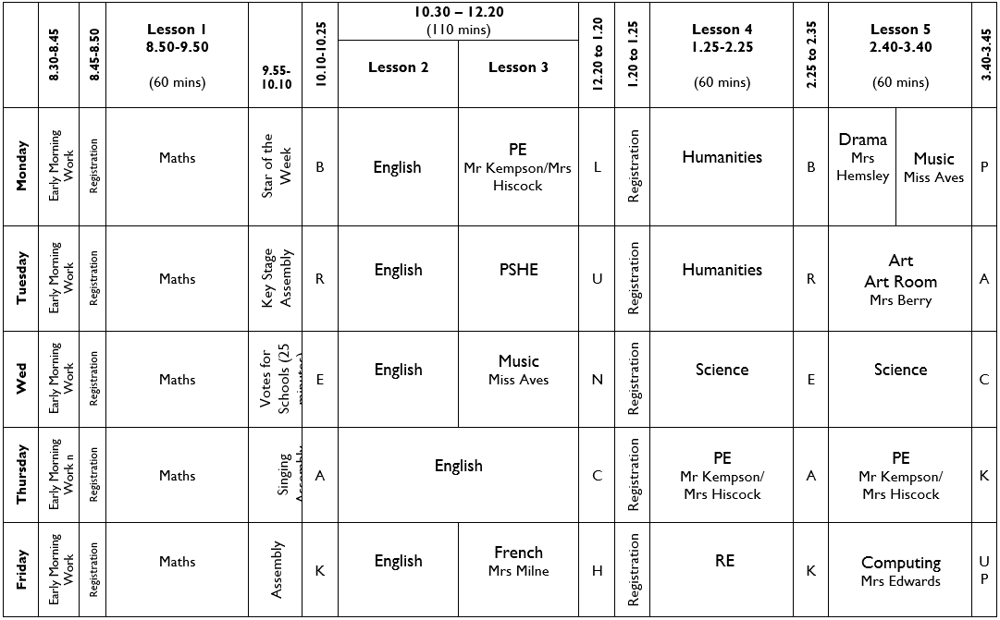 8.30-8.45
8.45-8.50
Lesson 1
8.50-9.50
(60 mins)
9.55-
10.10
10.10-10.25
10.30 – 12.20
(110 mins)
Lesson 2
Lesson 3
12.20 to 1.20
1.20 to 1.25
Lesson 4
1.25-2.25
(60 mins)
2.25 to 2.35
Lesson 5
2.40-3.40
(60 mins)
3.40-3.45
Monday
Early Morning
Work
Registration
Maths
Star of the
Week
B
English
PE
Mr Kempson/Mrs
Hiscock
L
Registration
Humanities
B
Drama
Mrs
Hemsley
Music
Miss Aves
P
Tuesday
Early Morning
Work
Registration
Maths
Key Stage
Assembly
R
English
PSHE
U
Registration
Humanities
R
Art
Art Room
Mrs Berry
A
Wed
Early Morning
Work
Registration
Maths
Votes for
Schools (25
minutes)
E
English
Music
Miss Aves
N
Registration
Science
E
Science
C
Thursday
Early Morning
Work n
Registration
Maths
Singing
Assembly
A
English
C
Registration
PE
Mr Kempson/
Mrs Hiscock
A
PE
Mr Kempson/
Mrs Hiscock
K
Friday
Early Morning
Work
Registration
Maths
Assembly
K
English
French
Mrs Milne
H
Registration
RE
K
Computing
Mrs Edwards
U
P